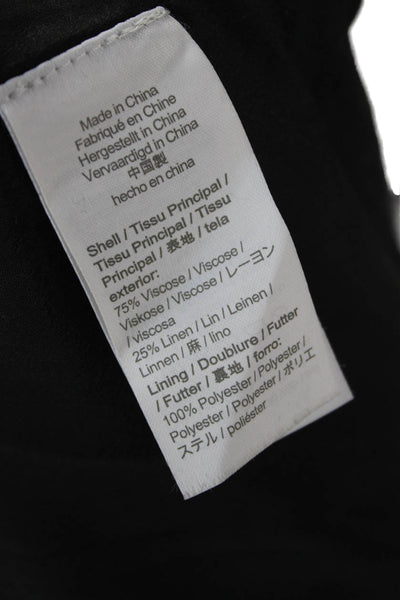 Made in China
Fabriqué en China
Hergestellt in China
Vervaardigd in China
中国製
hecho en china
Shell / Tissu Principal /
Tissu Principal / Tissu
Principal / 表地 / tela
exterior:
75% Viscose / Viscose /
Viskose / Viscose / レーヨン
/ viscosa
25% Linen / Lin / Leinen /
Linnen / 麻 / lino
Lining / Doublure / Futter
/ Futter / 裏地 / forro:
100% Polyester / Polyester /
Polyester / Polyester / ポリエ
ステル / poliéster